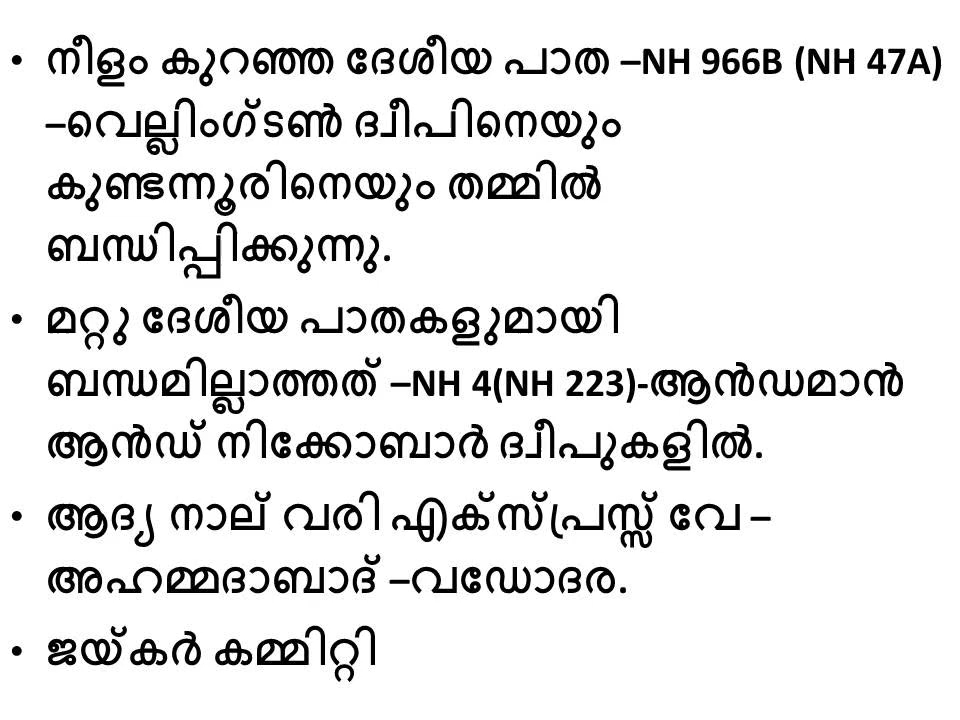 • നീളം കുറഞ്ഞ ദേശീയ പാത –NH 966B (NH 47A)
–വെല്ലിംഗ്ടൺ ദ്വീപിനെയും
കുണ്ടന്നൂരിനെയും തമ്മിൽ
ബന്ധിപ്പിക്കുന്നു.
• മറ്റു ദേശീയ പാതകളുമായി
ബന്ധമില്ലാത്തത് –NH 4(NH 223)-ആൻഡമാൻ
ആൻഡ് നിക്കോബാർ ദ്വീപുകളിൽ.
• ആദ്യ നാല് വരി എക്സ്പ്രസ്സ് വേ –
അഹമ്മദാബാദ് –വഡോദര.
• ജയ്കർ കമ്മിറ്റി